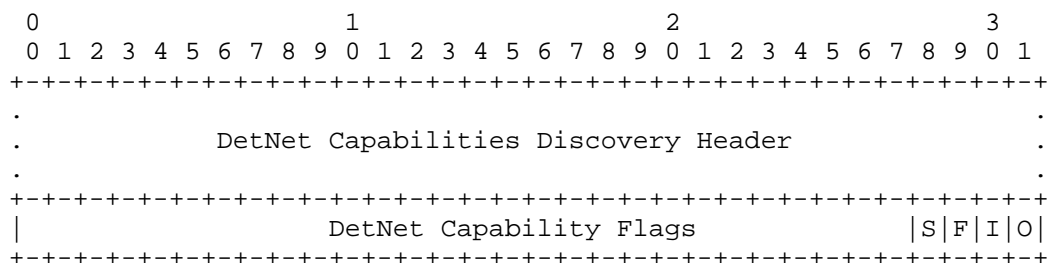 0                   1                   2                   3
 0 1 2 3 4 5 6 7 8 9 0 1 2 3 4 5 6 7 8 9 0 1 2 3 4 5 6 7 8 9 0 1
+-+-+-+-+-+-+-+-+-+-+-+-+-+-+-+-+-+-+-+-+-+-+-+-+-+-+-+-+-+-+-+-+
.                                                               .
.            DetNet Capabilities Discovery Header               .
.                                                               .
+-+-+-+-+-+-+-+-+-+-+-+-+-+-+-+-+-+-+-+-+-+-+-+-+-+-+-+-+-+-+-+-+
|                   DetNet Capability Flags             |S|F|I|O|
+-+-+-+-+-+-+-+-+-+-+-+-+-+-+-+-+-+-+-+-+-+-+-+-+-+-+-+-+-+-+-+-+